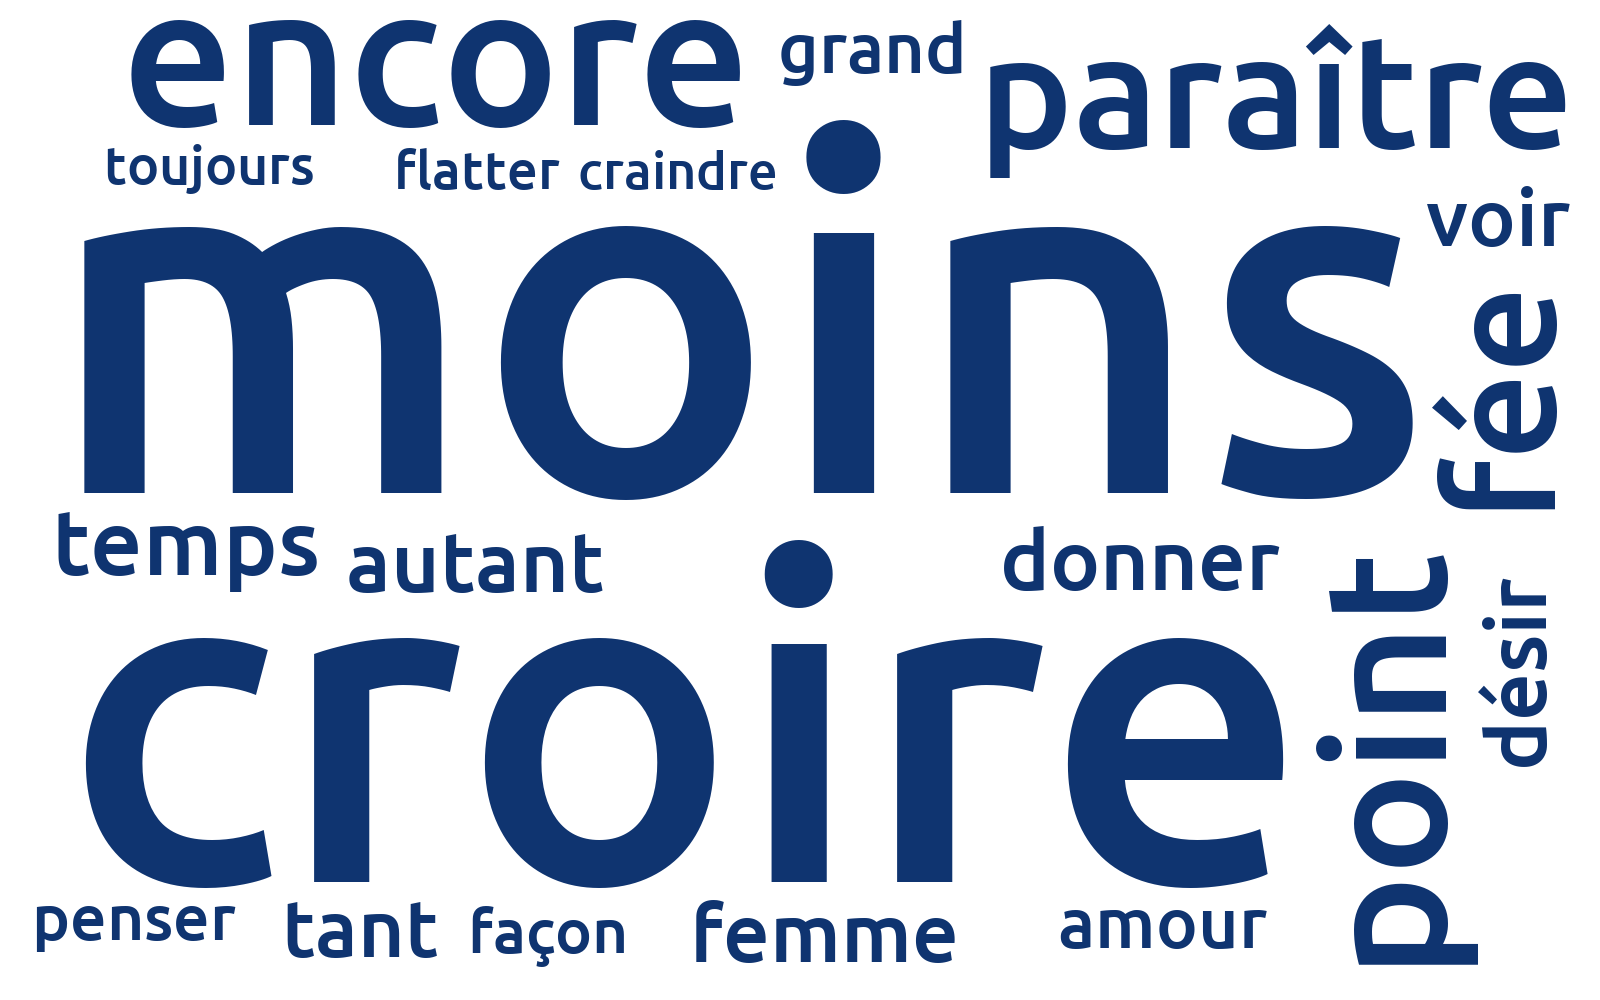 encore grand paraître
toujours flatter craindre
voir
moins
fée
temps autant donner
désir
croire
point
penser tant façon femme amour